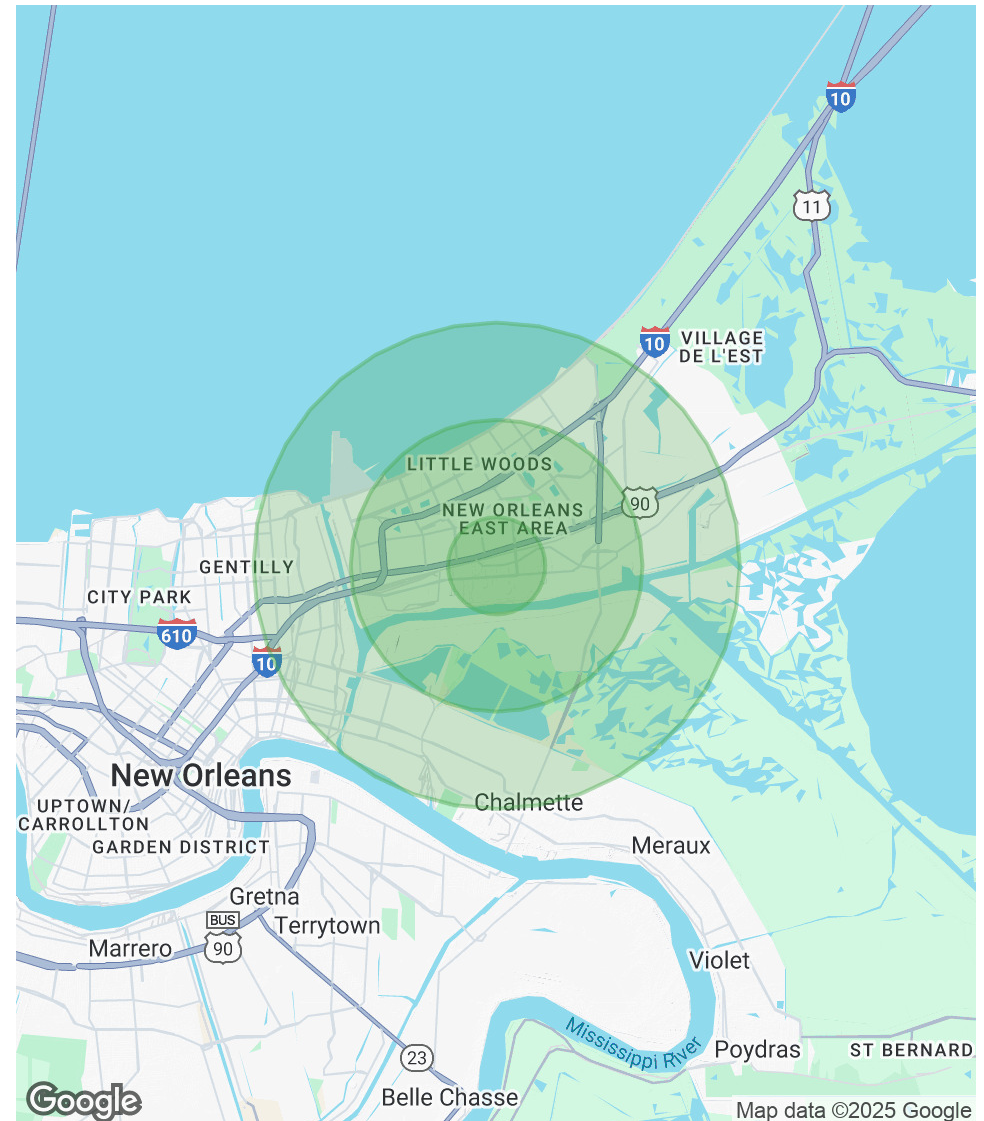 10
11
10
VILLAGE
DE L'EST
LITTLE WOODS
90
NEW ORLEANS
EAST AREA
GENTILLY
CITY PARK
610
10
New Orleans
Chalmette
UPTOWN/
CARROLLTON
GARDEN DISTRICT
Meraux
Gretna
BUS
90
Terrytown
Marrero
Violet
Mississippi River
Poydras
ST BERNARD
23
Belle Chasse
Google
Map data ©2025 Google